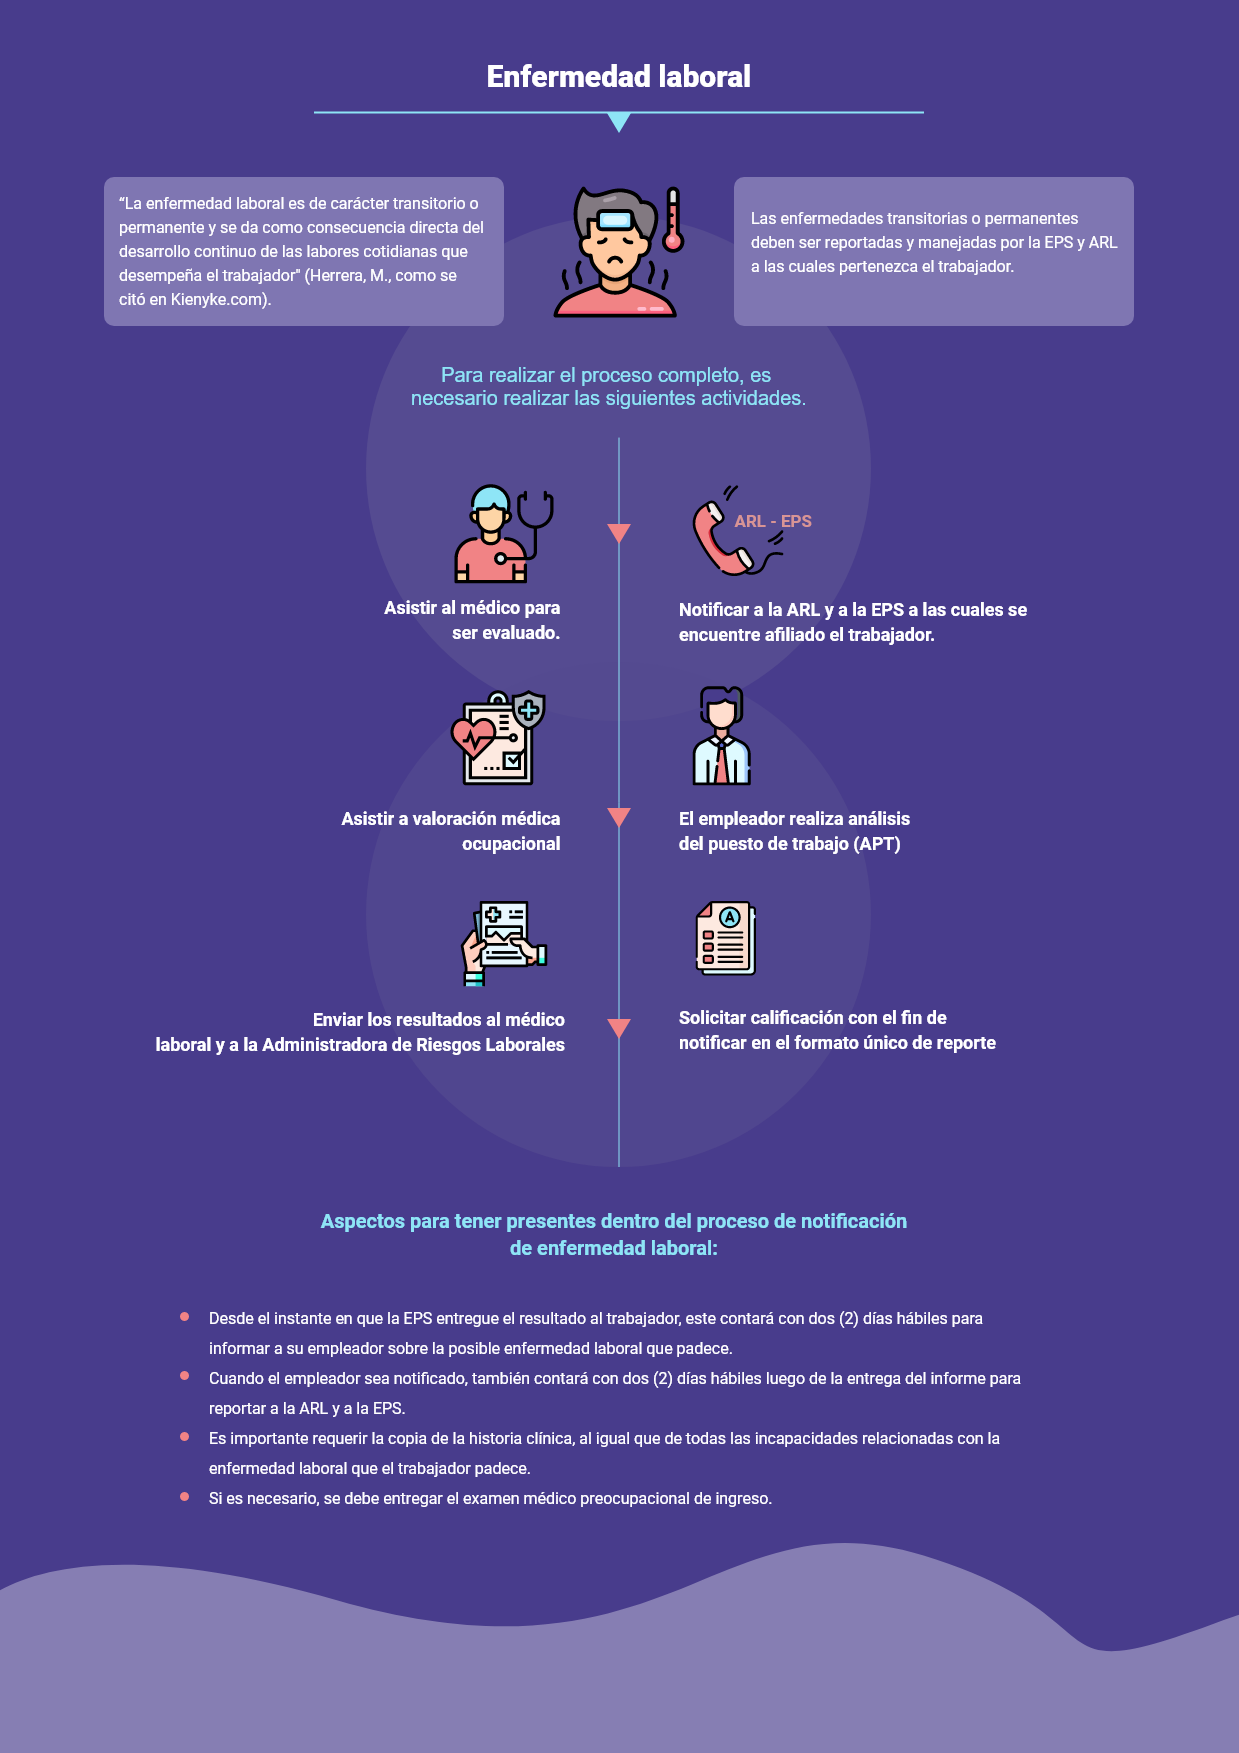 Enfermedad laboral
“La enfermedad laboral es de carácter transitorio o
permanente y se da como consecuencia directa del
desarrollo continuo de las labores cotidianas que
desempeña el trabajador" (Herrera, M., como se
citó en Kienyke.com).
Las enfermedades transitorias o permanentes
deben ser reportadas y manejadas por la EPS y ARL
a las cuales pertenezca el trabajador.
Para realizar el proceso completo, es
necesario realizar las siguientes actividades.
ARL - EPS
Asistir al médico para
ser evaluado.
Notificar a la ARL y a la EPS a las cuales se
encuentre afiliado el trabajador.
Asistir a valoración médica
ocupacional
El empleador realiza análisis
del puesto de trabajo (APT)
A
Enviar los resultados al médico
laboral y a la Administradora de Riesgos Laborales
Solicitar calificación con el fin de
notificar en el formato único de reporte
Aspectos para tener presentes dentro del proceso de notificación
de enfermedad laboral:
Desde el instante en que la EPS entregue el resultado al trabajador, este contará con dos (2) días hábiles para
informar a su empleador sobre la posible enfermedad laboral que padece.
Cuando el empleador sea notificado, también contará con dos (2) días hábiles luego de la entrega del informe para
reportar a la ARL y a la EPS.
Es importante requerir la copia de la historia clínica, al igual que de todas las incapacidades relacionadas con la
enfermedad laboral que el trabajador padece.
Si es necesario, se debe entregar el examen médico preocupacional de ingreso.